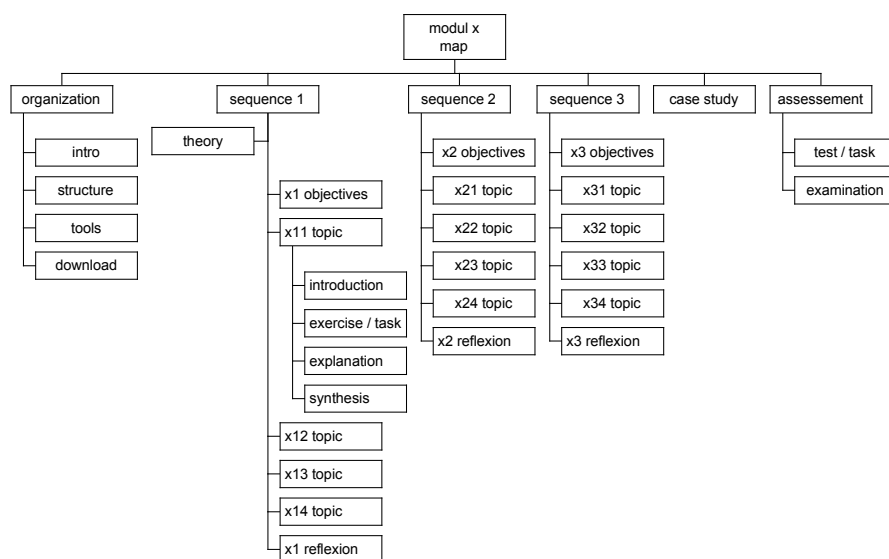 modul x
map
organization
sequence 1
sequence 2
sequence 3
case study
assessement
intro
structure
tools
download
theory
x1 objectives
x11 topic
introduction
exercise / task
explanation
synthesis
x12 topic
x13 topic
x14 topic
x1 reflexion
x2 objectives
x21 topic
x22 topic
x23 topic
x24 topic
x2 reflexion
x3 objectives
x31 topic
x32 topic
x33 topic
x34 topic
x3 reflexion
test / task
examination